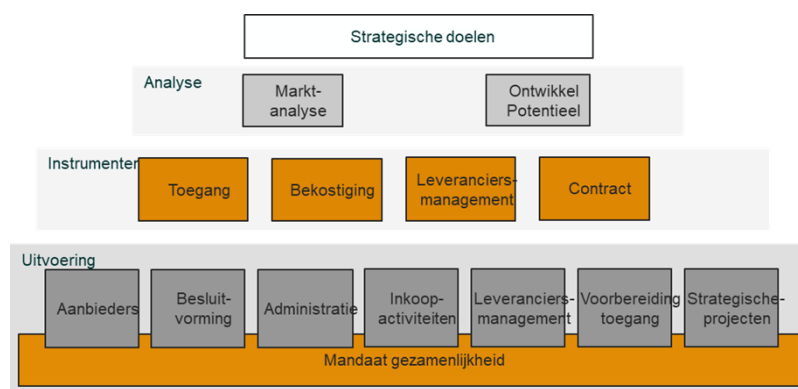 Strategische doelen
Analyse
Markt-
analyse
Ontwikkel
Potentieel
Instrumenten
Toegang
Bekostiging
Leveranciers-
management
Contract
Uitvoering
Aanbieders
Besluit-
vorming
Administratie
Inkoop-
activiteiten
Leveranciers-
management
Voorbereiding
toegang
Strategische-
projecten
Mandaat gezamenlijkheid